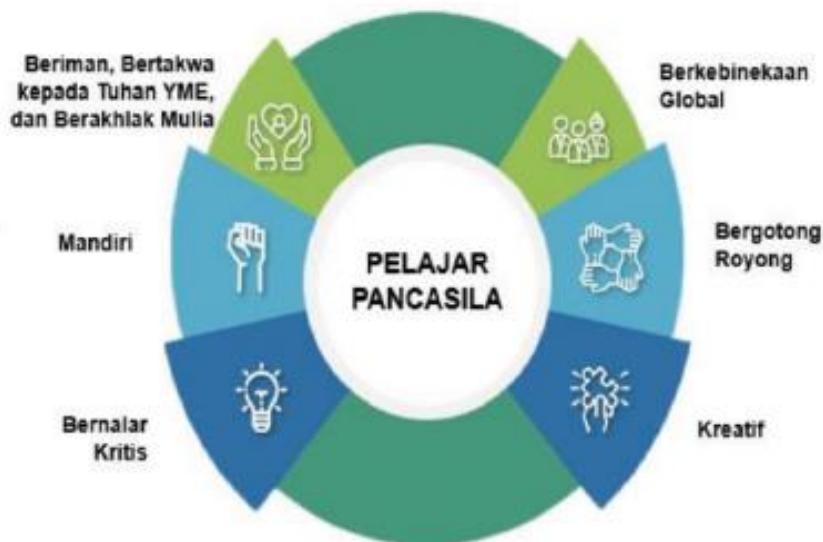 Beriman, Bertakwa
kepada Tuhan YME,
dan Berakhlak Mulia
Berkebinekaan
Global
Mandiri
PELAJAR
PANCASILA
Bergotong
Royong
Bernalar
Kritis
Kreatif